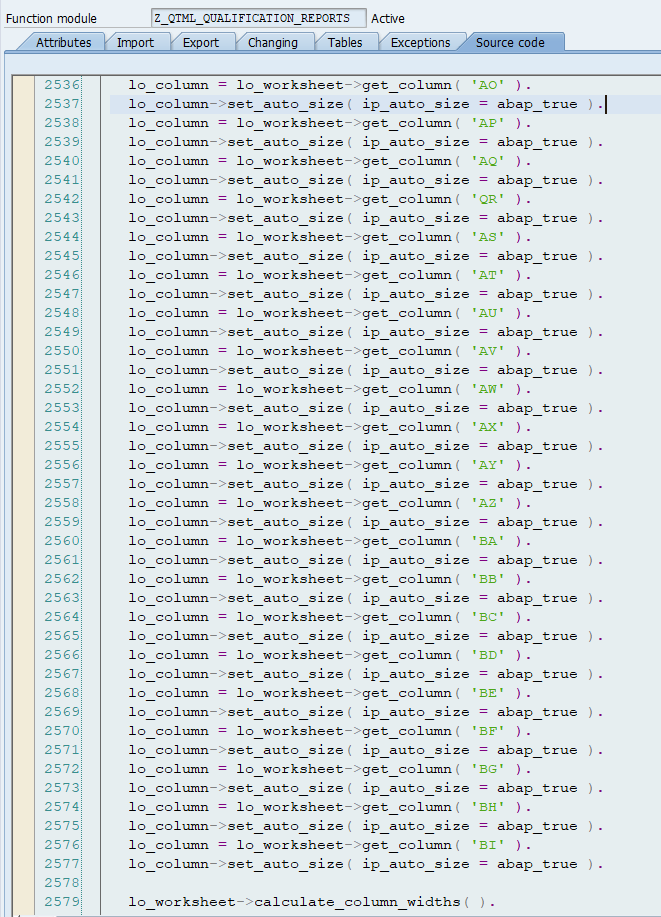 Function module Z_QTML_QUALIFICATION_REPORTS Active
Attributes Import Export Changing Tables Exceptions Source code
2536 lo_column = lo_worksheet->get_column( 'AO' ).
2537 lo_column->set_auto_size( ip_auto_size = abap_true ).
2538 lo_column = lo_worksheet->get_column( 'AP' ).
2539 lo_column->set_auto_size( ip_auto_size = abap_true ).
2540 lo_column = lo_worksheet->get_column( 'AQ' ).
2541 lo_column->set_auto_size( ip_auto_size = abap_true ).
2542 lo_column = lo_worksheet->get_column( 'QR' ).
2543 lo_column->set_auto_size( ip_auto_size = abap_true ).
2544 lo_column = lo_worksheet->get_column( 'AS' ).
2545 lo_column->set_auto_size( ip_auto_size = abap_true ).
2546 lo_column = lo_worksheet->get_column( 'AT' ).
2547 lo_column->set_auto_size( ip_auto_size = abap_true ).
2548 lo_column = lo_worksheet->get_column( 'AU' ).
2549 lo_column->set_auto_size( ip_auto_size = abap_true ).
2550 lo_column = lo_worksheet->get_column( 'AV' ).
2551 lo_column->set_auto_size( ip_auto_size = abap_true ).
2552 lo_column = lo_worksheet->get_column( 'AW' ).
2553 lo_column->set_auto_size( ip_auto_size = abap_true ).
2554 lo_column = lo_worksheet->get_column( 'AX' ).
2555 lo_column->set_auto_size( ip_auto_size = abap_true ).
2556 lo_column = lo_worksheet->get_column( 'AY' ).
2557 lo_column->set_auto_size( ip_auto_size = abap_true ).
2558 lo_column = lo_worksheet->get_column( 'AZ' ).
2559 lo_column->set_auto_size( ip_auto_size = abap_true ).
2560 lo_column = lo_worksheet->get_column( 'BA' ).
2561 lo_column->set_auto_size( ip_auto_size = abap_true ).
2562 lo_column = lo_worksheet->get_column( 'BB' ).
2563 lo_column->set_auto_size( ip_auto_size = abap_true ).
2564 lo_column = lo_worksheet->get_column( 'BC' ).
2565 lo_column->set_auto_size( ip_auto_size = abap_true ).
2566 lo_column = lo_worksheet->get_column( 'BD' ).
2567 lo_column->set_auto_size( ip_auto_size = abap_true ).
2568 lo_column = lo_worksheet->get_column( 'BE' ).
2569 lo_column->set_auto_size( ip_auto_size = abap_true ).
2570 lo_column = lo_worksheet->get_column( 'BF' ).
2571 lo_column->set_auto_size( ip_auto_size = abap_true ).
2572 lo_column = lo_worksheet->get_column( 'BG' ).
2573 lo_column->set_auto_size( ip_auto_size = abap_true ).
2574 lo_column = lo_worksheet->get_column( 'BH' ).
2575 lo_column->set_auto_size( ip_auto_size = abap_true ).
2576 lo_column = lo_worksheet->get_column( 'BI' ).
2577 lo_column->set_auto_size( ip_auto_size = abap_true ).
2578
2579 lo_worksheet->calculate_column_widths( ).